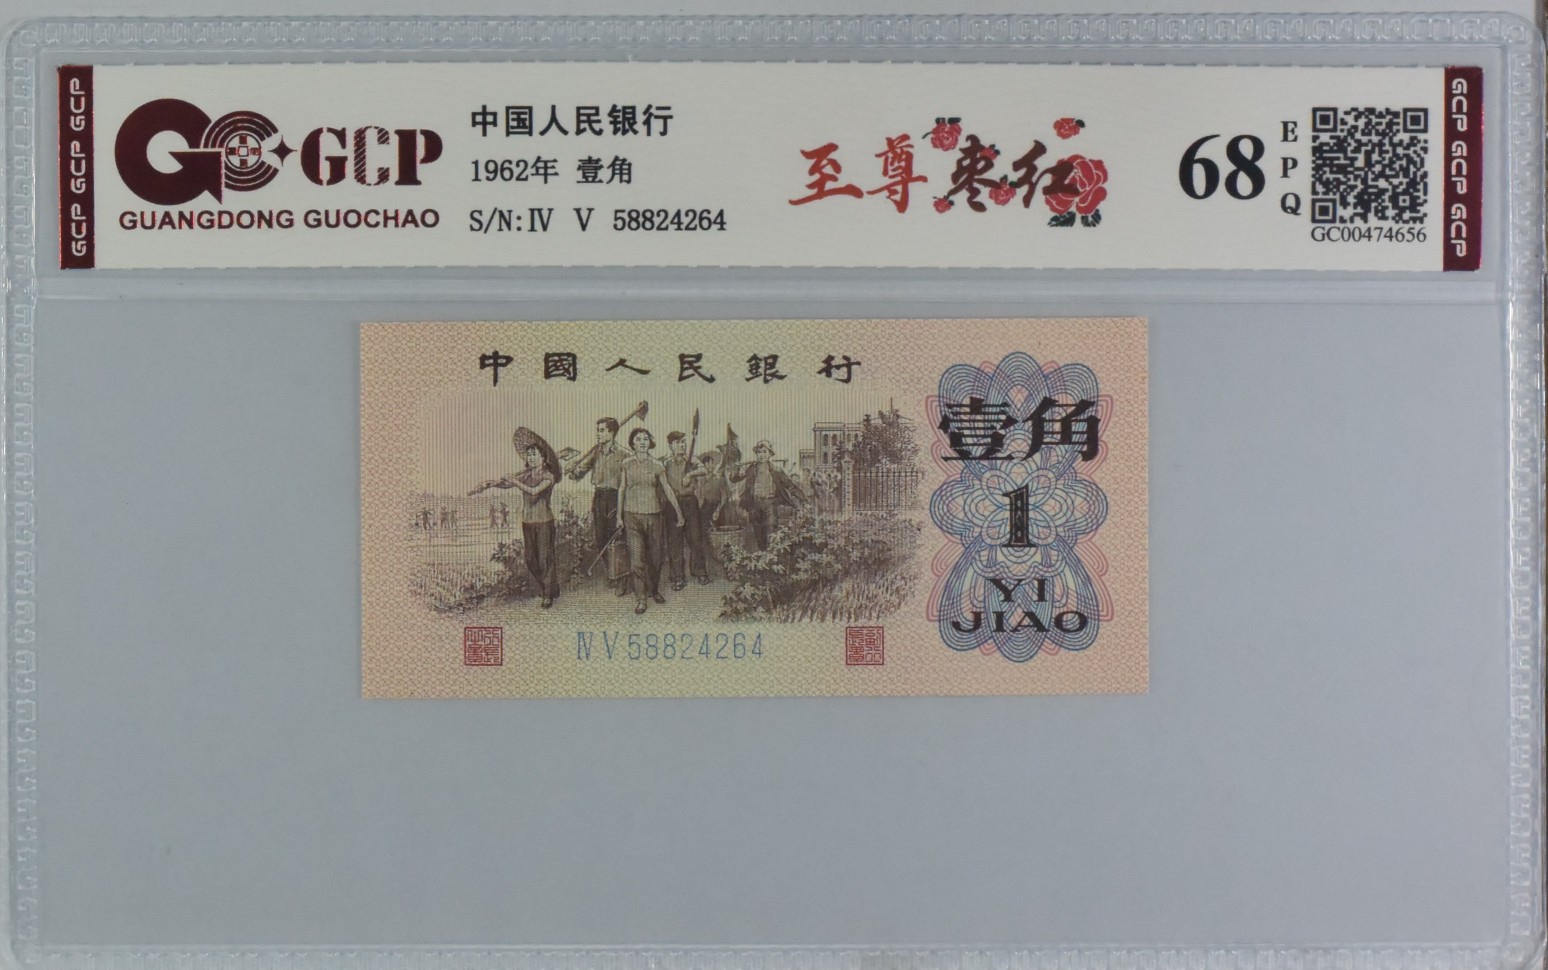 GCP GCP GCP
GCP
GUANGDONG GUOCHAO
中国人民银行
1962年 壹角
S/N:Ⅳ Ⅴ 58824264
至尊枣红
68
EPQ
GC00474656
GCP GCP GCP
中國人民銀行
壹角
1
YI
JIAO
Ⅳ Ⅴ 58824264